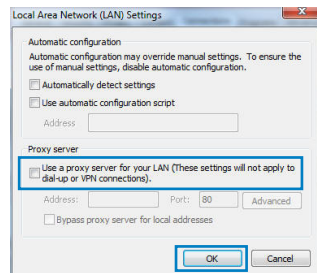 Local Area Network (LAN) Settings
Automatic configuration
Automatic configuration may override manual settings. To ensure the
use of manual settings, disable automatic configuration.
Automatically detect settings
Use automatic configuration script
Address
Proxy server
Use a proxy server for your LAN (These settings will not apply to
dial-up or VPN connections).
Address: Port: 80 Advanced
Bypass proxy server for local addresses
OK Cancel